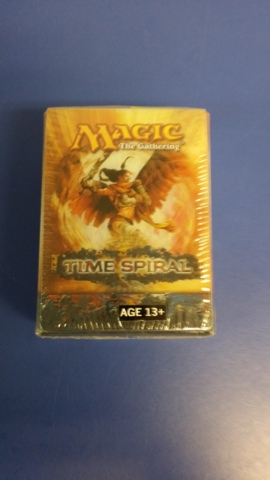 MAGIC
The Gathering
TIME SPIRAL
AGE 13+